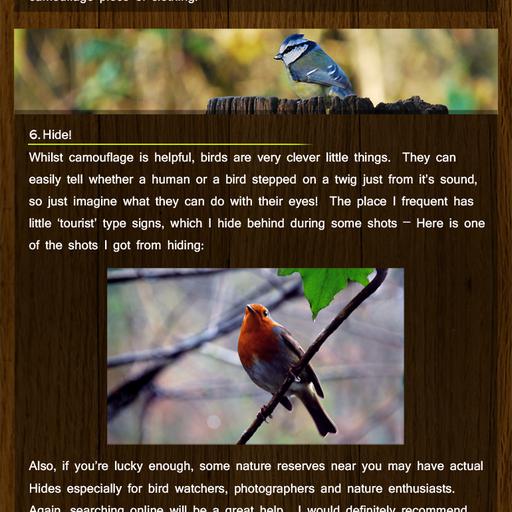 camouflage piece of clothing.
6. Hide!
Whilst camouflage is helpful, birds are very clever little things. They can
easily tell whether a human or a bird stepped on a twig just from it's sound,
so just imagine what they can do with their eyes! The place I frequent has
little 'tourist' type signs, which I hide behind during some shots – Here is one
of the shots I got from hiding:
Also, if you're lucky enough, some nature reserves near you may have actual
Hides especially for bird watchers, photographers and nature enthusiasts.
Again, searching online will be a great help. I would definitely recommend